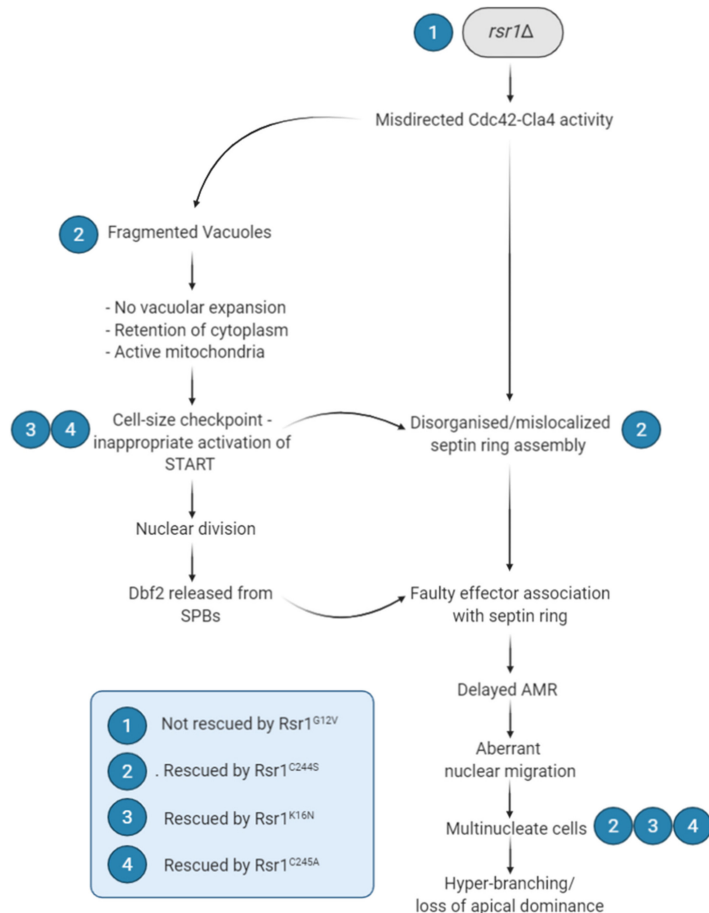 1
rsr1Δ
Misdirected Cdc42-Cla4 activity
2
Fragmented Vacuoles
- No vacuolar expansion
- Retention of cytoplasm
- Active mitochondria
3 4
Cell-size checkpoint -
inappropriate activation of
START
Disorganised/mislocalized
septin ring assembly
2
Nuclear division
Dbf2 released from
SPBs
Faulty effector association
with septin ring
Delayed AMR
Aberrant
nuclear migration
Multinucleate cells
2 3 4
Hyper-branching/
loss of apical dominance
1 Not rescued by Rsr1G12V
2 . Rescued by Rsr1C244S
3 Rescued by Rsr1K16N
4 Rescued by Rsr1C245A